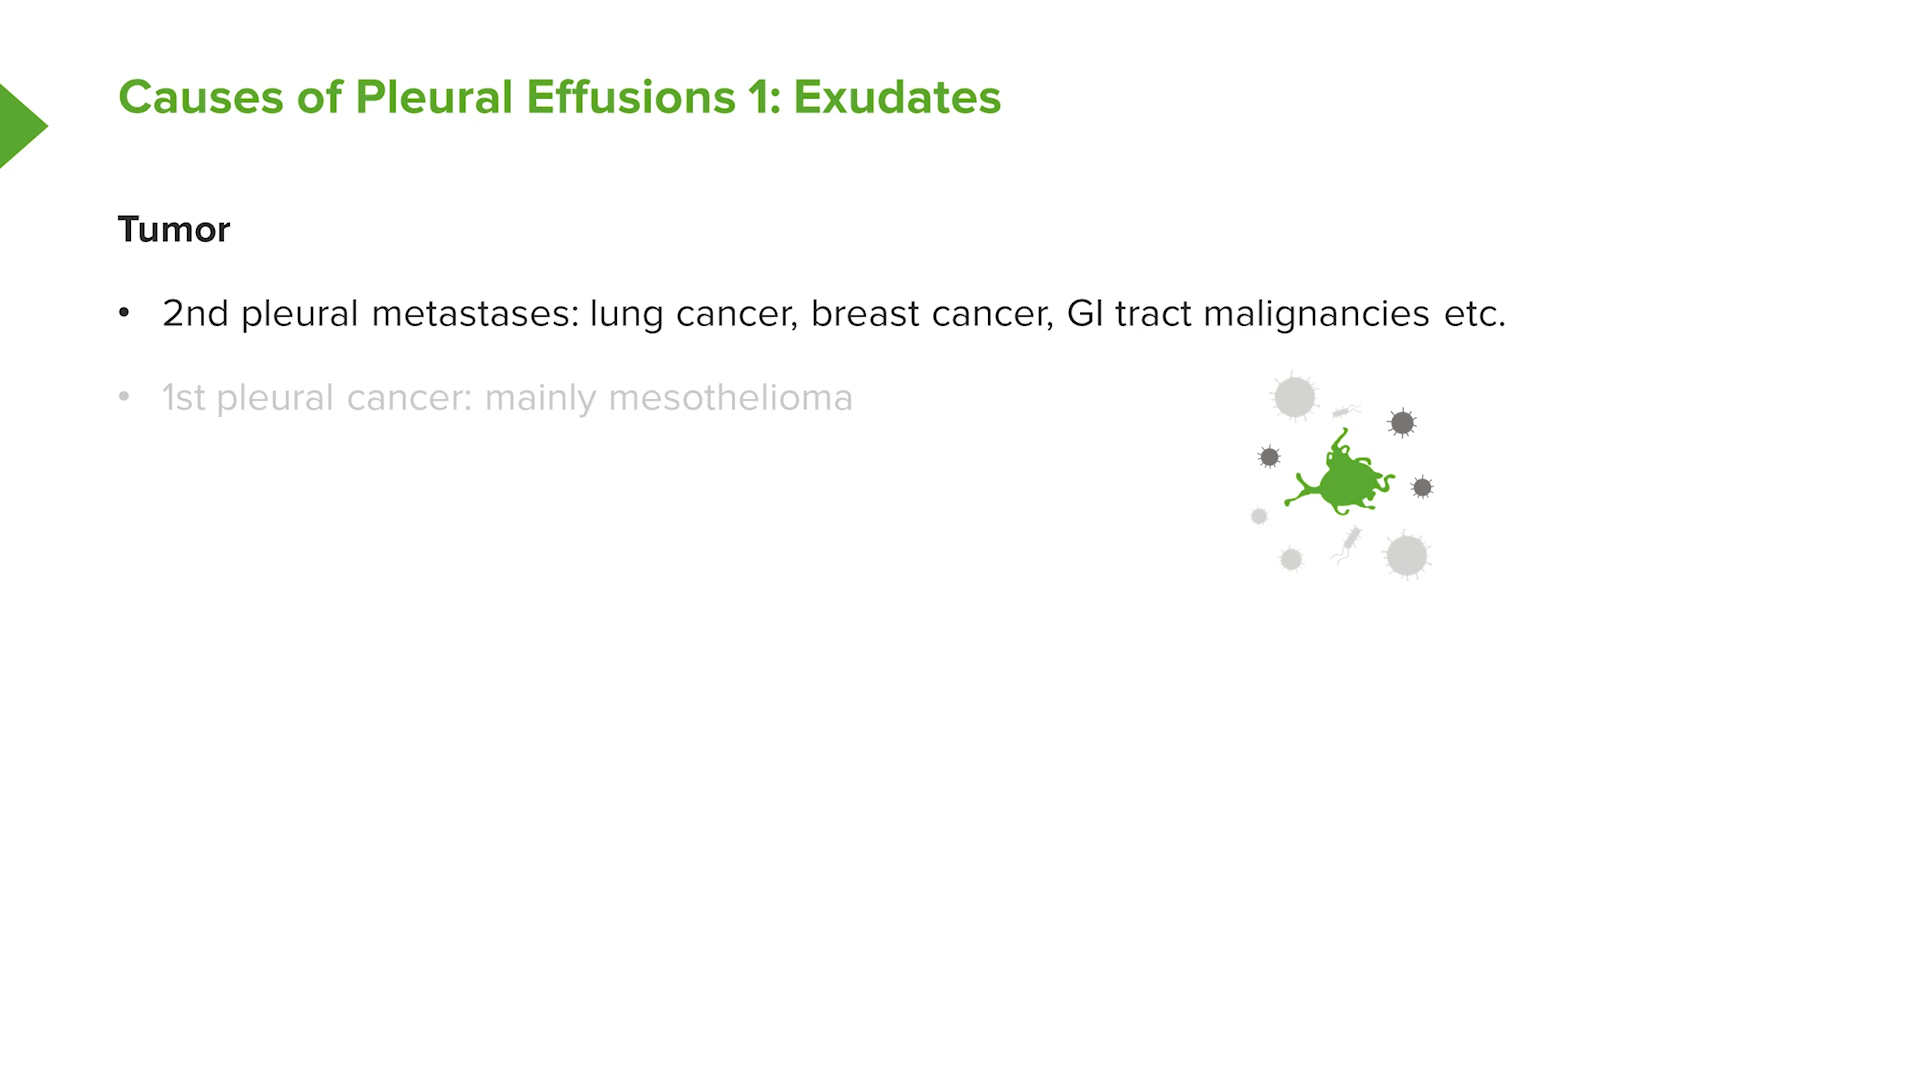 Causes of Pleural Effusions 1: Exudates
Tumor
• 2nd pleural metastases: lung cancer, breast cancer, GI tract malignancies etc.
• 1st pleural cancer: mainly mesothelioma